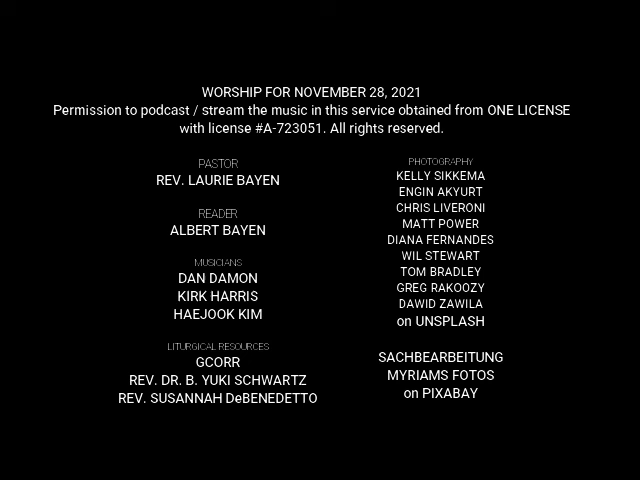 WORSHIP FOR NOVEMBER 28, 2021
Permission to podcast / stream the music in this service obtained from ONE LICENSE
with license #A-723051. All rights reserved.
PASTOR
REV. LAURIE BAYEN
READER
ALBERT BAYEN
MUSICIANS
DAN DAMON
KIRK HARRIS
HAEJOOK KIM
LITURGICAL RESOURCES
GCORR
REV. DR. B. YUKI SCHWARTZ
REV. SUSANNAH DeBENEDETTO
PHOTOGRAPHY
KELLY SIKKEMA
ENGIN AKYURT
CHRIS LIVERONI
MATT POWER
DIANA FERNANDES
WIL STEWART
TOM BRADLEY
GREG RAKOOZY
DAWID ZAWILA
on UNSPLASH
SACHBEARBEITUNG
MYRIAMS FOTOS
on PIXABAY